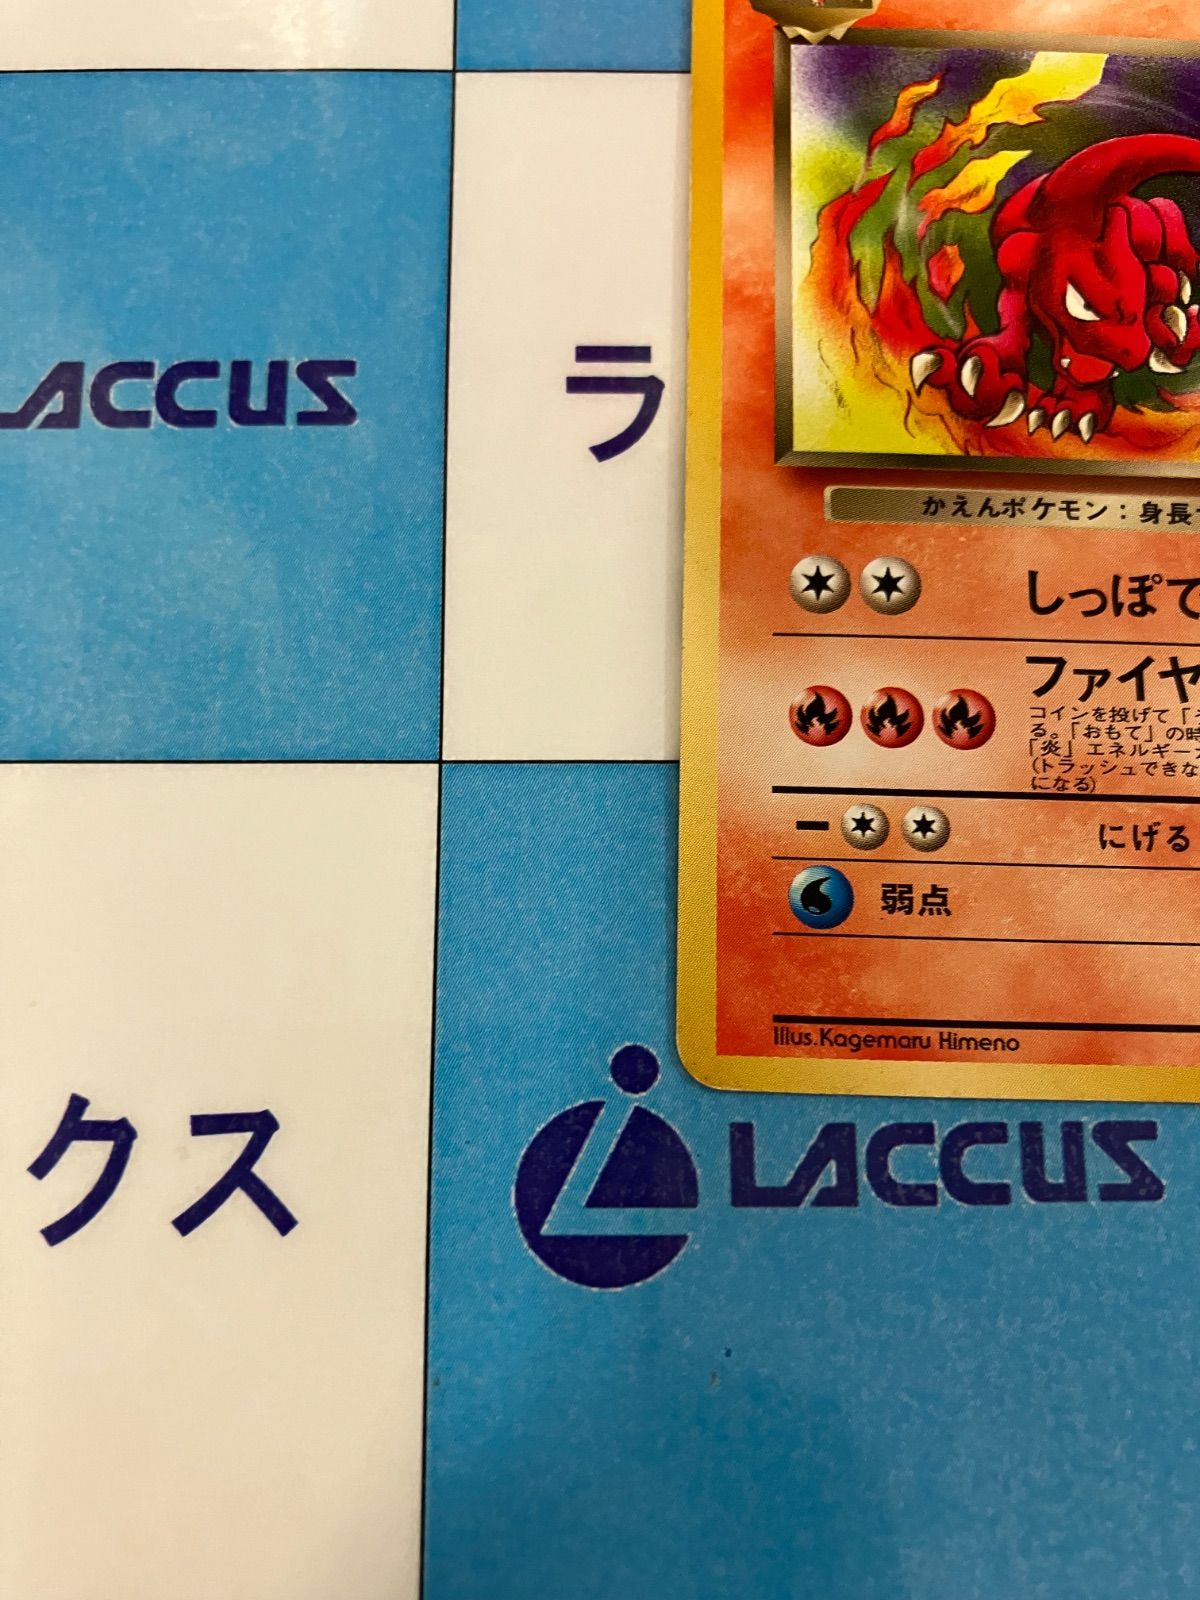 ACCUS
ラ
かえんポケモン：身長
しっぽで
ファイヤ
コインを投げて「
る。「おもて」の時
「炎」エネルギー
（トラッシュできな
になる）
にげる
弱点
Illus.Kagemaru Himeno
クス
LACCUS